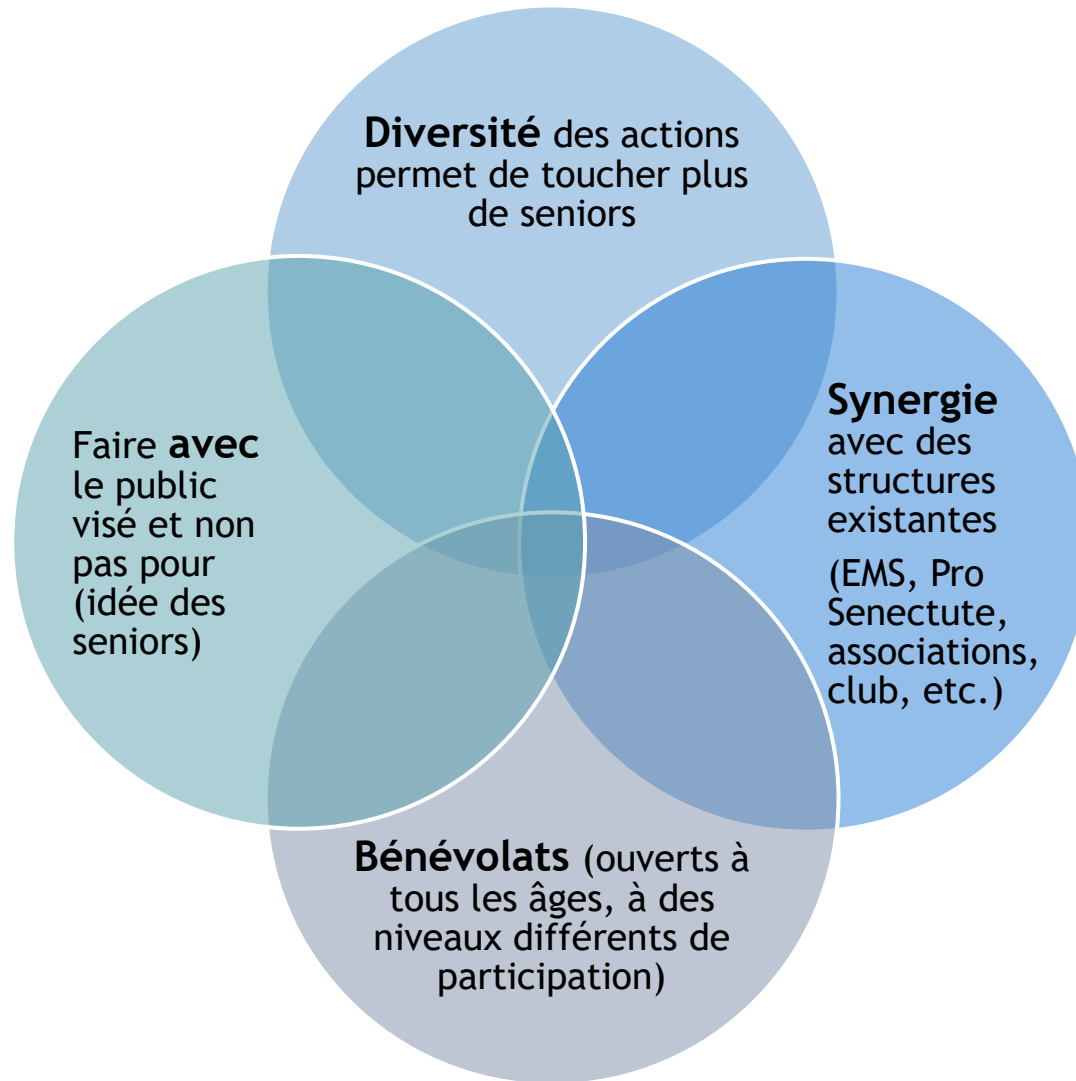 Diversité des actions
permet de toucher plus
de seniors
Faire avec
le public
visé et non
pas pour
(idée des
seniors)
Synergie
avec des
structures
existantes
(EMS, Pro
Senectute,
associations,
club, etc.)
Bénévolats (ouverts à
tous les âges, à des
niveaux différents de
participation)